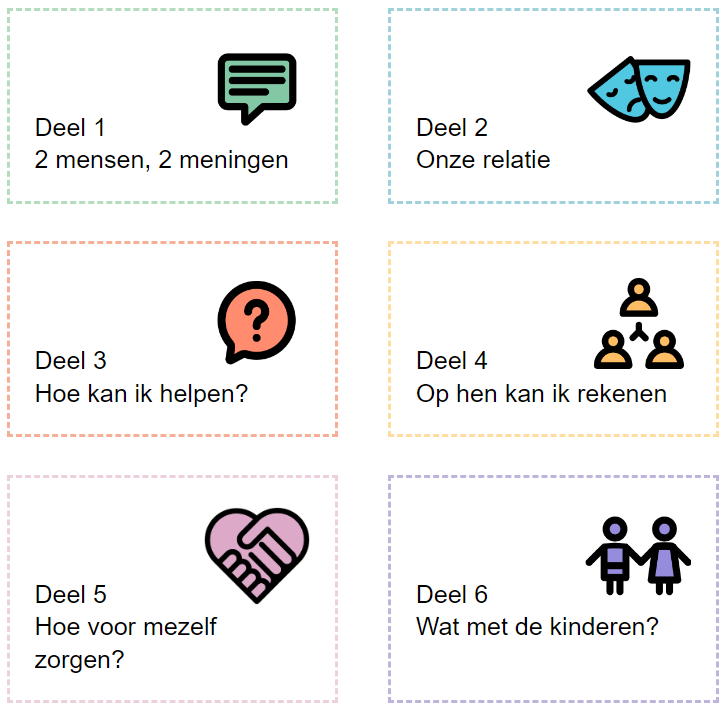 Deel 1
2 mensen, 2 meningen
Deel 2
Onze relatie
Deel 3
Hoe kan ik helpen?
Deel 4
Op hen kan ik rekenen
Deel 5
Hoe voor mezelf
zorgen?
Deel 6
Wat met de kinderen?